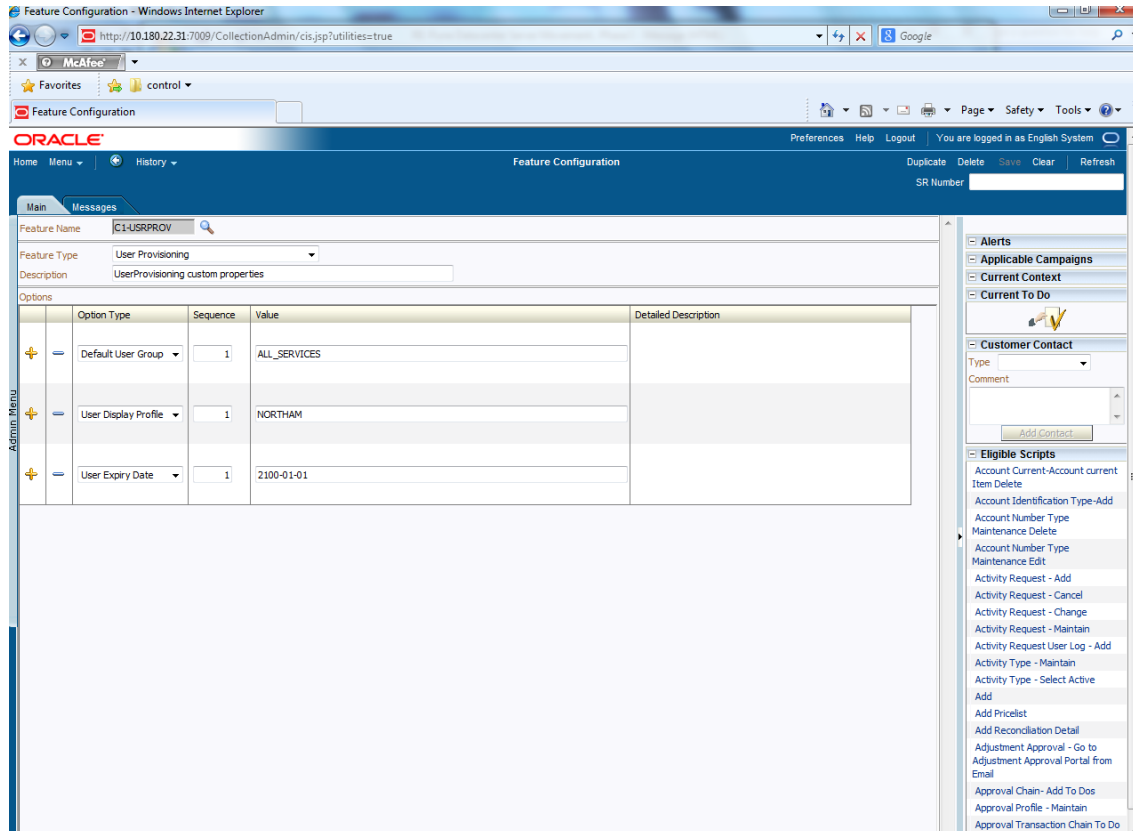 Feature Configuration - Windows Internet Explorer
http://10.180.22.31:7009/CollectionAdmin/cis.jsp?utilities=true
Google
McAfee
Favorites control
Feature Configuration
Page Safety Tools
ORACLE
Preferences Help Logout You are logged in as English System
Home Menu History Feature Configuration Duplicate Delete Save Clear Refresh
SR Number
Main Messages
Feature Name C1-USRPROV
Feature Type User Provisioning
Description UserProvisioning custom properties
Options
Option Type Sequence Value Detailed Description
Default User Group 1 ALL_SERVICES
User Display Profile 1 NORTHAM
User Expiry Date 1 2100-01-01
Admin Menu
Alerts
Applicable Campaigns
Current Context
Current To Do
Customer Contact
Type
Comment
Add Contact
Eligible Scripts
Account Current-Account current
Item Delete
Account Identification Type-Add
Account Number Type
Maintenance Delete
Account Number Type
Maintenance Edit
Activity Request - Add
Activity Request - Cancel
Activity Request - Change
Activity Request - Maintain
Activity Request User Log - Add
Activity Type - Maintain
Activity Type - Select Active
Add
Add Pricelist
Add Reconciliation Detail
Adjustment Approval - Go to
Adjustment Approval Portal from
Email
Approval Chain- Add To Dos
Approval Profile - Maintain
Approval Transaction Chain To Do